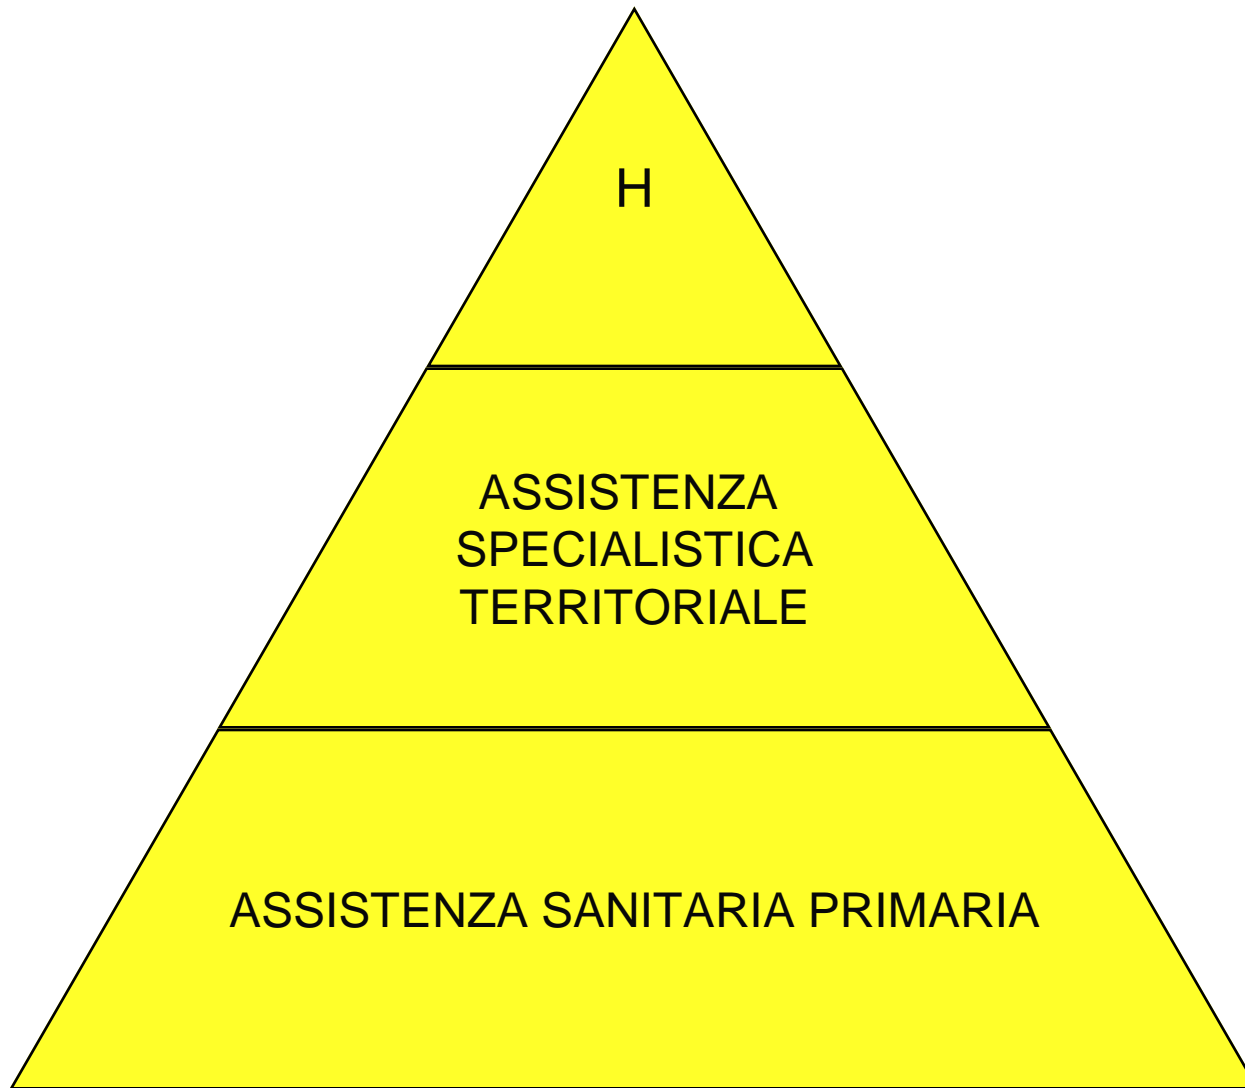 H
ASSISTENZA
SPECIALISTICA
TERRITORIALE
ASSISTENZA SANITARIA PRIMARIA